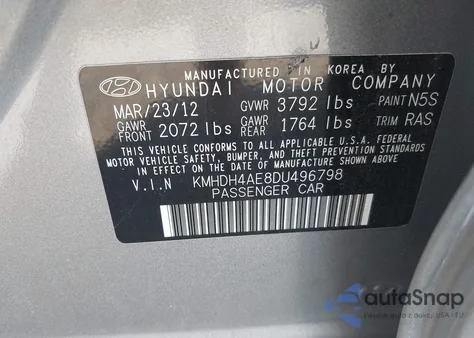 MANUFACTURED IN KOREA BY
HYUNDAI MOTOR COMPANY
MAR/23/12 GVWR 3792 lbs PAINT N5S
GAWR FRONT 2072 lbs GAWR REAR 1764 lbs TRIM RAS
THIS VEHICLE CONFORMS TO ALL APPLICABLE U.S.A. FEDERAL
MOTOR VEHICLE SAFETY, BUMPER, AND THEFT PREVENTION STANDARDS
IN EFFECT ON THE DATE OF MANUFACTURE SHOWN ABOVE.
V.I.N KMHDH4AE8DU496798
PASSENGER CAR
autaSnap